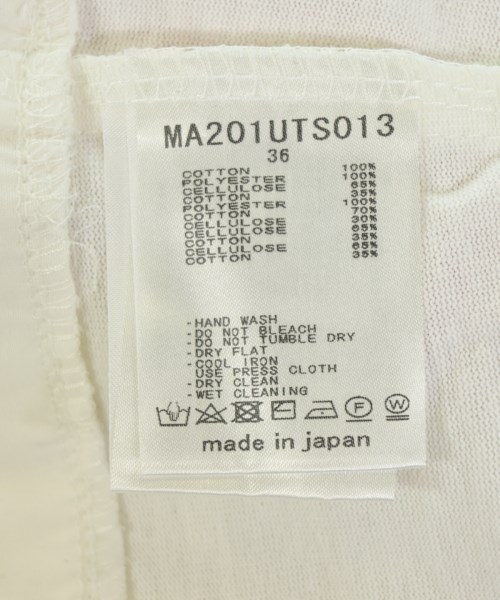 MA201UTS013
36
COTTON 100%
POLYESTER 100%
CELLULOSE 65%
COTTON 35%
POLYESTER 100%
COTTON 70%
CELLULOSE 30%
CELLULOSE 65%
COTTON 35%
CELLULOSE 65%
COTTON 35%
-HAND WASH
-DO NOT BLEACH
-DO NOT TUMBLE DRY
-DRY FLAT
-COOL IRON
USE PRESS CLOTH
-DRY CLEAN
-WET CLEANING
F W
made in japan